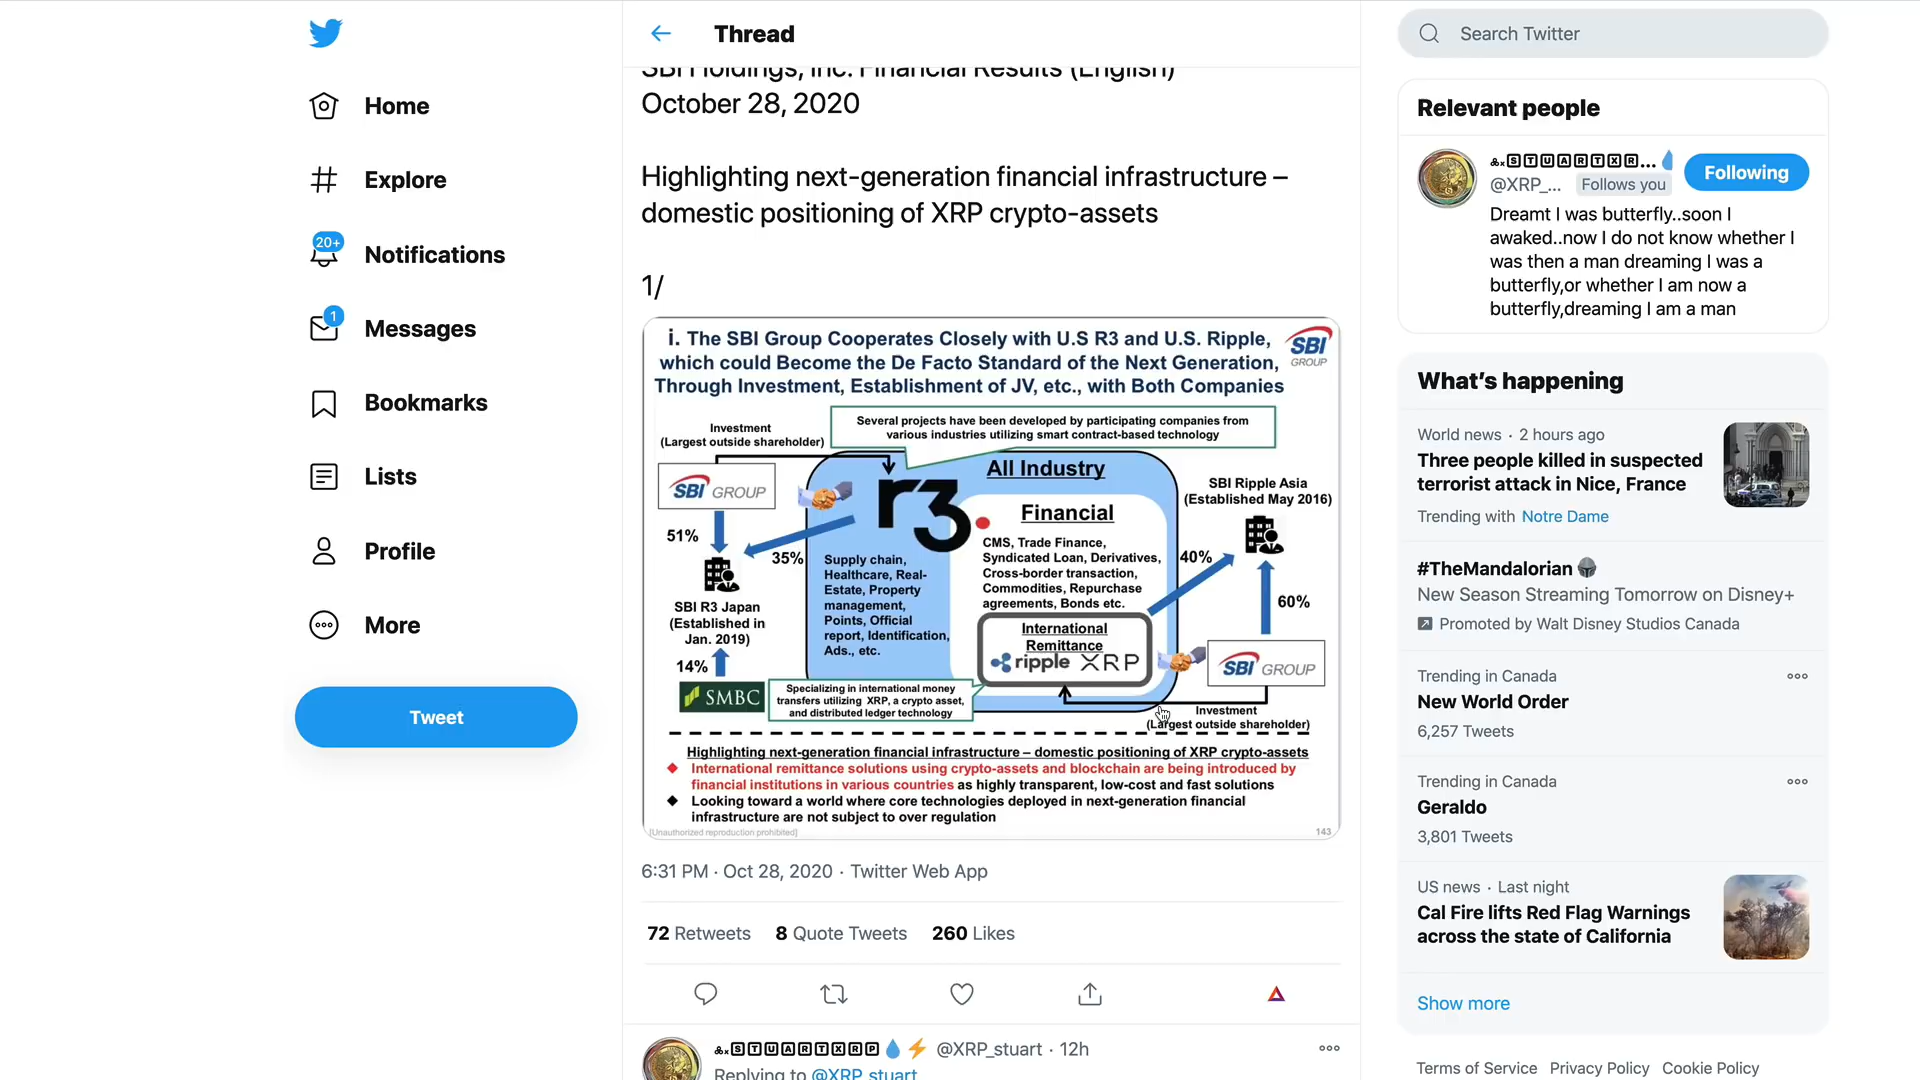 Home
Explore
20+
Notifications
1
Messages
Bookmarks
Lists
Profile
More
Tweet
Thread
SBI Holdings, Inc. Financial Results (English)
October 28, 2020
Highlighting next-generation financial infrastructure –
domestic positioning of XRP crypto-assets
1/
i. The SBI Group Cooperates Closely with U.S R3 and U.S. Ripple,
which could Become the De Facto Standard of the Next Generation,
Through Investment, Establishment of JV, etc., with Both Companies
SBI
GROUP
Several projects have been developed by participating companies from
various industries utilizing smart contract-based technology
Investment
(Largest outside shareholder)
SBI GROUP
51%
35%
SBI R3 Japan
(Established in
Jan. 2019)
14%
SMBC
r3.
All Industry
Supply chain,
Healthcare, Real-
Estate, Property
management,
Points, Official
report, Identification,
Ads., etc.
Financial
CMS, Trade Finance,
Syndicated Loan, Derivatives,
Cross-border transaction,
Commodities, Repurchase
agreements, Bonds etc.
International
Remittance
ripple XRP
SBI Ripple Asia
(Established May 2016)
40%
60%
SBI GROUP
Investment
(Largest outside shareholder)
Specializing in international money
transfers utilizing XRP, a crypto asset,
and distributed ledger technology
Highlighting next-generation financial infrastructure – domestic positioning of XRP crypto-assets
International remittance solutions using crypto-assets and blockchain are being introduced by
financial institutions in various countries as highly transparent, low-cost and fast solutions
Looking toward a world where core technologies deployed in next-generation financial
infrastructure are not subject to over regulation
[Unauthorized reproduction prohibited]
143
6:31 PM · Oct 28, 2020 · Twitter Web App
72 Retweets 8 Quote Tweets 260 Likes
🆂🆃🆄🅰🆁🆃🆇🆁🅿 @XRP_stuart · 12h
Replying to @XRP_stuart
Search Twitter
Relevant people
🆂🆃🆄🅰🆁🆃🆇🆁...
@XRP_... Follows you
Following
Dreamt I was butterfly..soon I
awaked..now I do not know whether I
was then a man dreaming I was a
butterfly,or whether I am now a
butterfly,dreaming I am a man
What's happening
World news · 2 hours ago
Three people killed in suspected
terrorist attack in Nice, France
Trending with Notre Dame
#TheMandalorian
New Season Streaming Tomorrow on Disney+
Promoted by Walt Disney Studios Canada
Trending in Canada
New World Order
6,257 Tweets
Trending in Canada
Geraldo
3,801 Tweets
US news · Last night
Cal Fire lifts Red Flag Warnings
across the state of California
Show more
Terms of Service Privacy Policy Cookie Policy